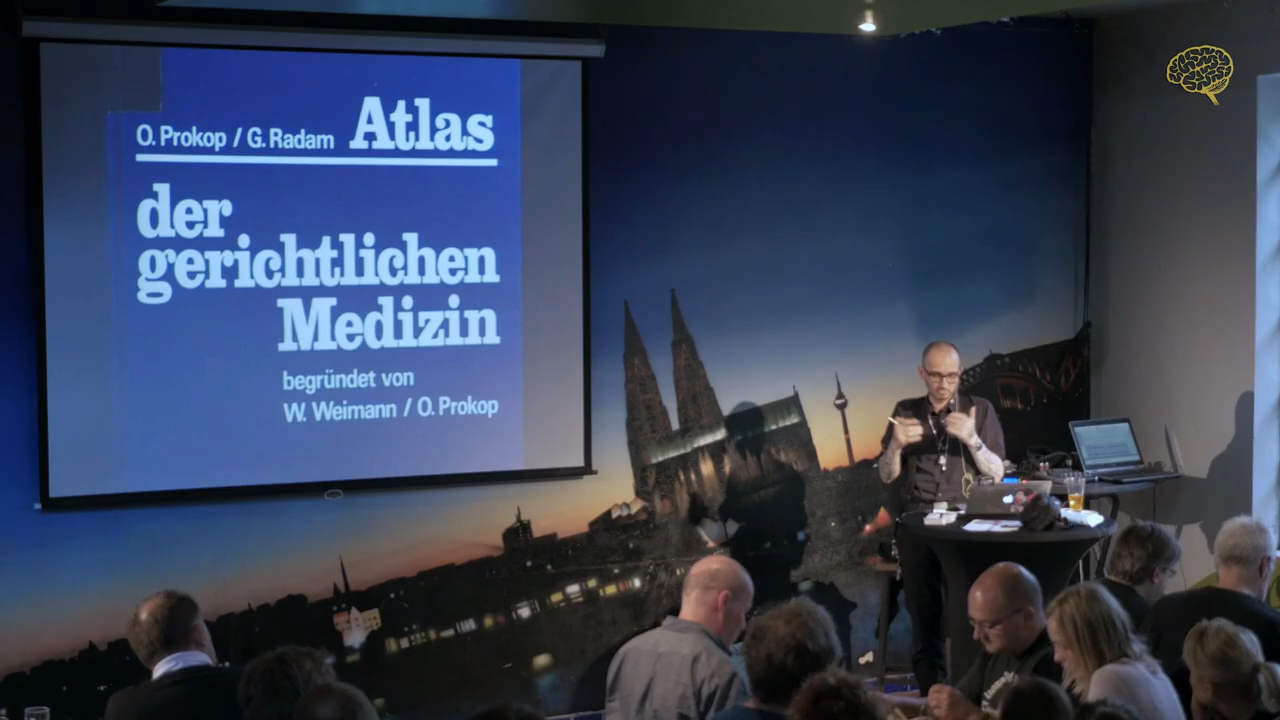 O. Prokop / G. Radam Atlas
der
gerichtlichen
Medizin
begründet von
W. Weimann / O. Prokop